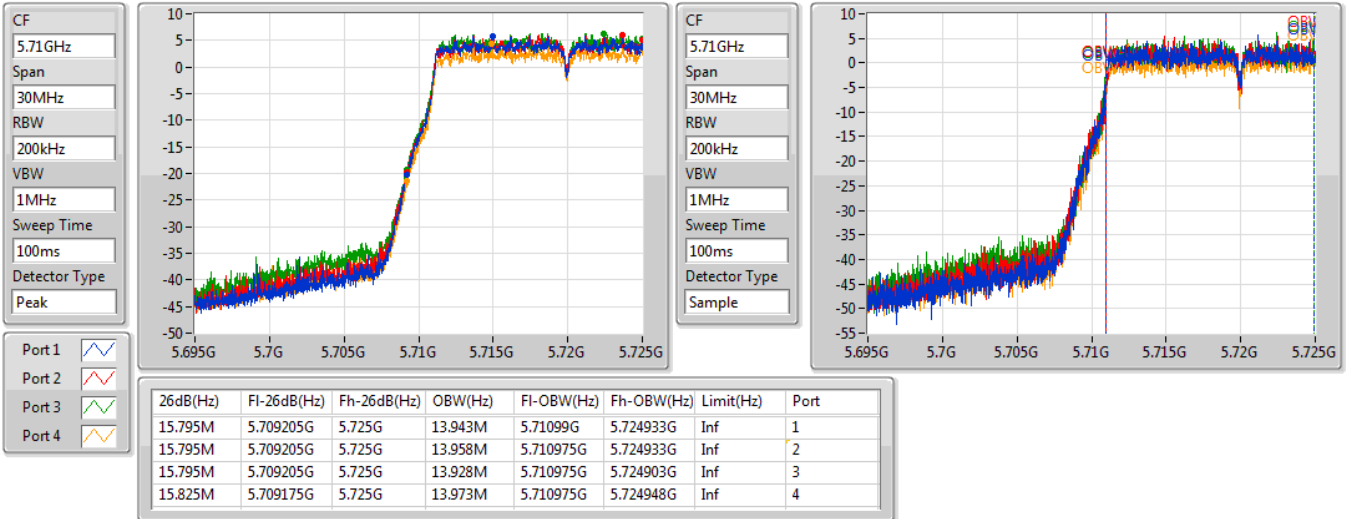 CF
5.71GHz
Span
30MHz
RBW
200kHz
VBW
1MHz
Sweep Time
100ms
Detector Type
Peak
10
5
0
-5
-10
-15
-20
-25
-30
-35
-40
-45
-50
5.695G 5.7G 5.705G 5.71G 5.715G 5.72G 5.725G
CF
5.71GHz
Span
30MHz
RBW
200kHz
VBW
1MHz
Sweep Time
100ms
Detector Type
Sample
10
5
0
-5
-10
-15
-20
-25
-30
-35
-40
-45
-50
-55
5.695G 5.7G 5.705G 5.71G 5.715G 5.72G 5.725G
Port 1
Port 2
Port 3
Port 4
26dB(Hz) Fl-26dB(Hz) Fh-26dB(Hz) OBW(Hz) Fl-OBW(Hz) Fh-OBW(Hz) Limit(Hz) Port
15.795M 5.709205G 5.725G 13.943M 5.71099G 5.724933G Inf 1
15.795M 5.709205G 5.725G 13.958M 5.710975G 5.724933G Inf 2
15.795M 5.709205G 5.725G 13.928M 5.710975G 5.724903G Inf 3
15.825M 5.709175G 5.725G 13.973M 5.710975G 5.724948G Inf 4